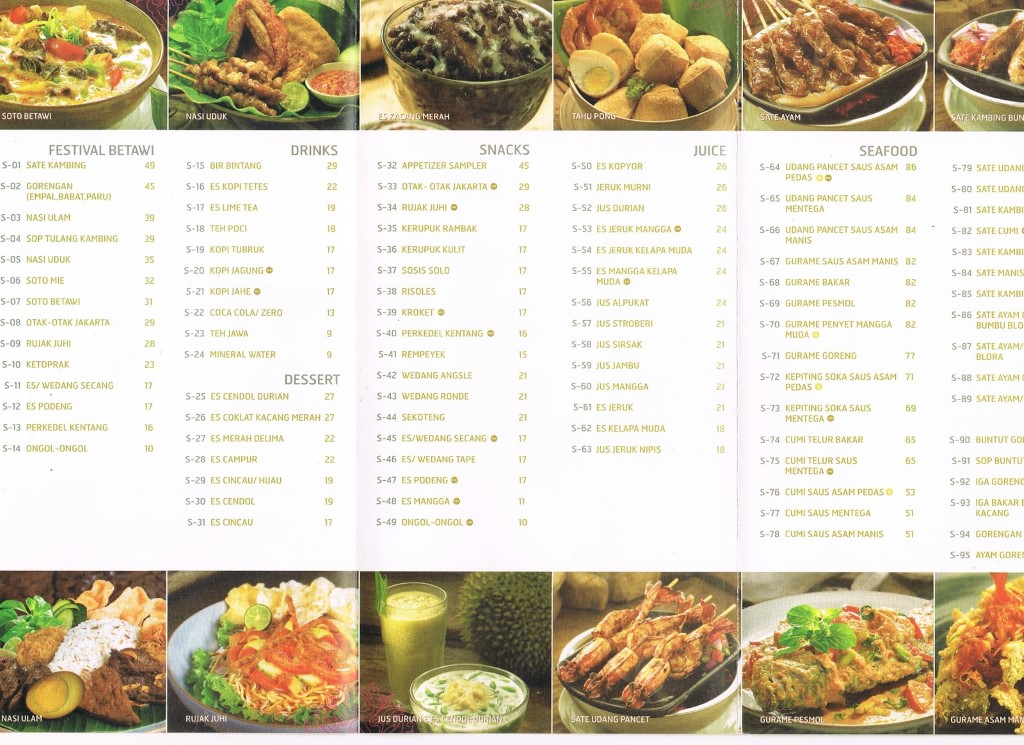 SOTO BETAWI
NASI UDUK
ES KACANG MERAH
TAHU PONG
SATE AYAM
SATE KAMBING BUN
FESTIVAL BETAWI
S-01 SATE KAMBING 49
S-02 GORENGAN 45
(EMPAL,BABAT,PARU)
S-03 NASI ULAM 39
S-04 SOP TULANG KAMBING 39
S-05 NASI UDUK 35
S-06 SOTO MIE 32
S-07 SOTO BETAWI 31
S-08 OTAK-OTAK JAKARTA 29
S-09 RUJAK JUHI 28
S-10 KETOPRAK 23
S-11 ES/ WEDANG SECANG 17
S-12 ES PODENG 17
S-13 PERKEDEL KENTANG 16
S-14 ONGOL-ONGOL 10
DRINKS
S-15 BIR BINTANG 29
S-16 ES KOPI TETES 22
S-17 ES LIME TEA 19
S-18 TEH POCI 18
S-19 KOPI TUBRUK 17
S-20 KOPI JAGUNG 17
S-21 KOPI JAHE 17
S-22 COCA COLA/ ZERO 13
S-23 TEH JAWA 9
S-24 MINERAL WATER 9
DESSERT
S-25 ES CENDOL DURIAN 27
S-26 ES COKLAT KACANG MERAH 27
S-27 ES MERAH DELIMA 22
S-28 ES CAMPUR 22
S-29 ES CINCAU/ HIJAU 19
S-30 ES CENDOL 19
S-31 ES CINCAU 17
SNACKS
S-32 APPETIZER SAMPLER 45
S-33 OTAK- OTAK JAKARTA 29
S-34 RUJAK JUHI 28
S-35 KERUPUK RAMBAK 17
S-36 KERUPUK KULIT 17
S-37 SOSIS SOLO 17
S-38 RISOLES 17
S-39 KROKET 17
S-40 PERKEDEL KENTANG 16
S-41 REMPEYEK 15
S-42 WEDANG ANGSLE 21
S-43 WEDANG RONDE 21
S-44 SEKOTENG 21
S-45 ES/WEDANG SECANG 17
S-46 ES/ WEDANG TAPE 17
S-47 ES PODENG 17
S-48 ES MANGGA 11
S-49 ONGOL-ONGOL 10
JUICE
S-50 ES KOPYOR 26
S-51 JERUK MURNI 26
S-52 JUS DURIAN 26
S-53 ES JERUK MANGGA 24
S-54 ES JERUK KELAPA MUDA 24
S-55 ES MANGGA KELAPA 24
MUDA
S-56 JUS ALPUKAT 24
S-57 JUS STROBERI 21
S-58 JUS SIRSAK 21
S-59 JUS JAMBU 21
S-60 JUS MANGGA 21
S-61 ES JERUK 21
S-62 ES KELAPA MUDA 18
S-63 JUS JERUK NIPIS 18
SEAFOOD
S-64 UDANG PANCET SAUS ASAM 86
PEDAS
S-65 UDANG PANCET SAUS 84
MENTEGA
S-66 UDANG PANCET SAUS ASAM 84
MANIS
S-67 GURAME SAUS ASAM MANIS 82
S-68 GURAME BAKAR 82
S-69 GURAME PESMOL 82
S-70 GURAME PENYET MANGGA 82
MUDA
S-71 GURAME GORENG 77
S-72 KEPITING SOKA SAUS ASAM 71
PEDAS
S-73 KEPITING SOKA SAUS 69
MENTEGA
S-74 CUMI TELUR BAKAR 65
S-75 CUMI TELUR SAUS 65
MENTEGA
S-76 CUMI SAUS ASAM PEDAS 53
S-77 CUMI SAUS MENTEGA 51
S-78 CUMI SAUS ASAM MANIS 51
S-79 SATE UDANG
S-80 SATE UDANG
S-81 SATE KAMBI
S-82 SATE CUMI
S-83 SATE KAMBI
S-84 SATE MANIS
S-85 SATE KAMBI
S-86 SATE AYAM
BUMBU BLO
S-87 SATE AYAM/
BLORA
S-88 SATE AYAM
S-89 SATE AYAM/
S-90 BUNTUT GO
S-91 SOP BUNTU
S-92 IGA GORENG
S-93 IGA BAKAR
KACANG
S-94 GORENGAN
S-95 AYAM GORE
NASI ULAM
RUJAK JUHI
JUS DURIAN & ES CENDOL DURIAN
SATE UDANG PANCET
GURAME PESMOL
GURAME ASAM MAN